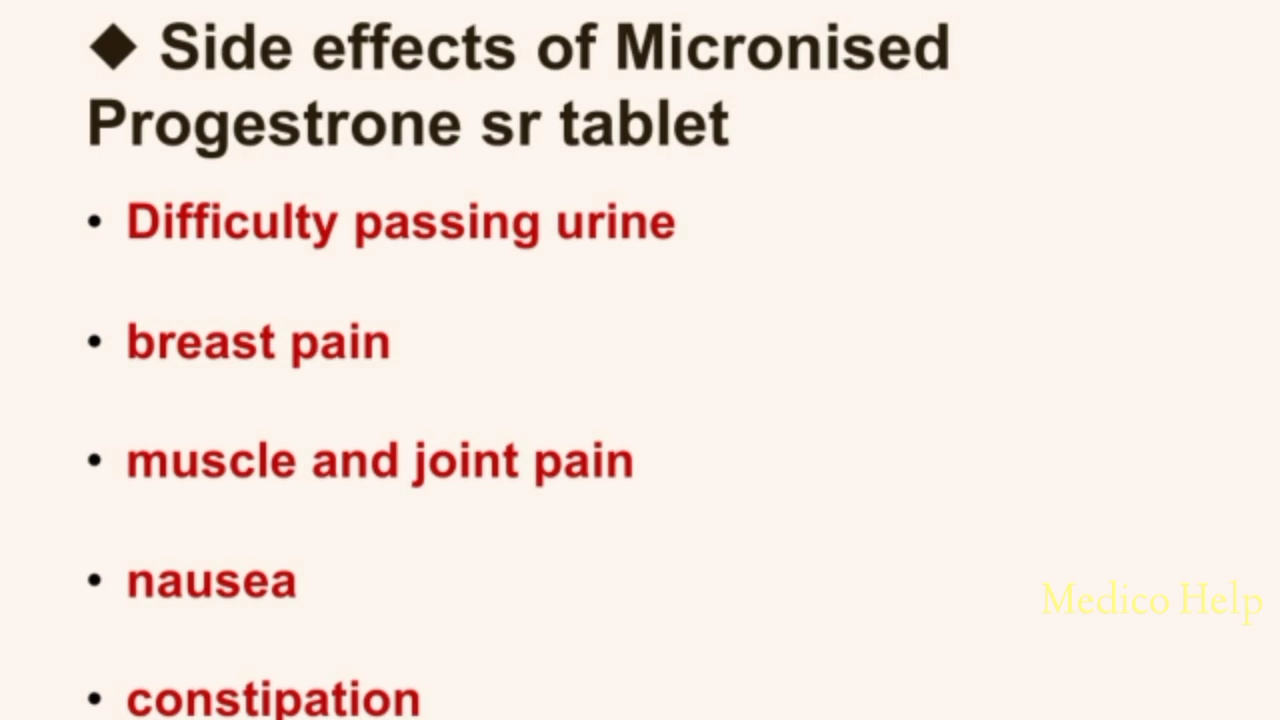 ◆ Side effects of Micronised
Progestrone sr tablet
• Difficulty passing urine
• breast pain
• muscle and joint pain
• nausea
Medico Help
• constipation